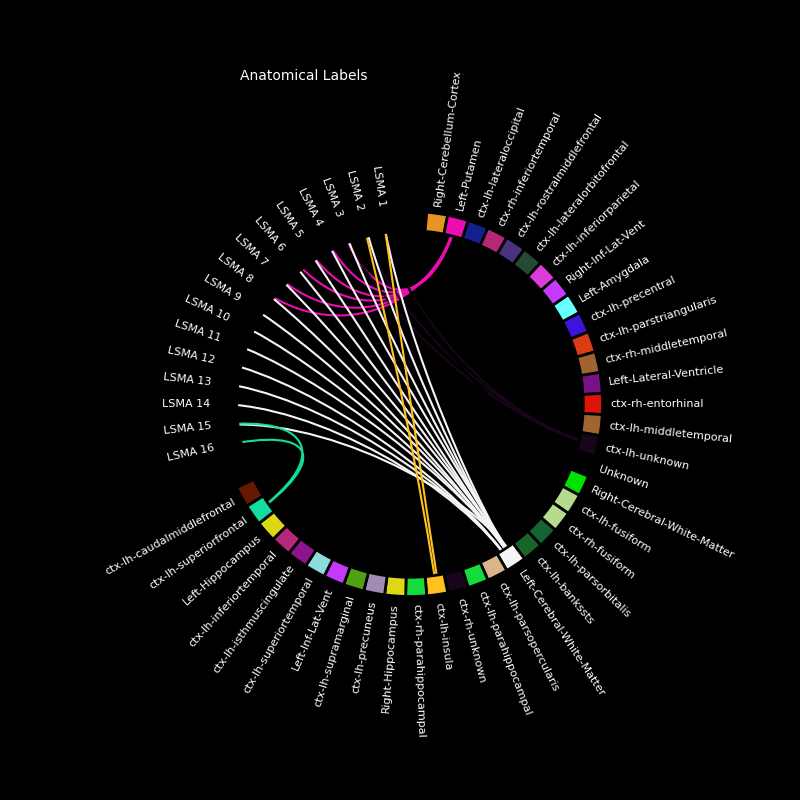 Anatomical Labels
Right-Cerebellum-Cortex
Left-Putamen
ctx-lh-lateraloccipital
ctx-rh-inferiortemporal
ctx-lh-rostralmiddlefrontal
ctx-lh-lateralorbitofrontal
ctx-lh-inferiorparietal
Right-Inf-Lat-Vent
Left-Amygdala
ctx-lh-precentral
ctx-lh-parstriangularis
ctx-rh-middletemporal
Left-Lateral-Ventricle
ctx-rh-entorhinal
ctx-lh-middletemporal
ctx-lh-unknown
Unknown
Right-Cerebral-White-Matter
ctx-lh-fusiform
ctx-rh-fusiform
ctx-lh-parsorbitalis
ctx-lh-bankssts
Left-Cerebral-White-Matter
ctx-lh-parsopercularis
ctx-lh-parahippocampal
ctx-rh-unknown
ctx-lh-insula
ctx-rh-parahippocampal
Right-Hippocampus
ctx-lh-precuneus
ctx-lh-supramarginal
Left-Inf-Lat-Vent
ctx-lh-superiortemporal
ctx-lh-isthmuscingulate
ctx-lh-inferiortemporal
Left-Hippocampus
ctx-lh-superiorfrontal
ctx-lh-caudalmiddlefrontal
LSMA 16
LSMA 15
LSMA 14
LSMA 13
LSMA 12
LSMA 11
LSMA 10
LSMA 9
LSMA 8
LSMA 7
LSMA 6
LSMA 5
LSMA 4
LSMA 3
LSMA 2
LSMA 1